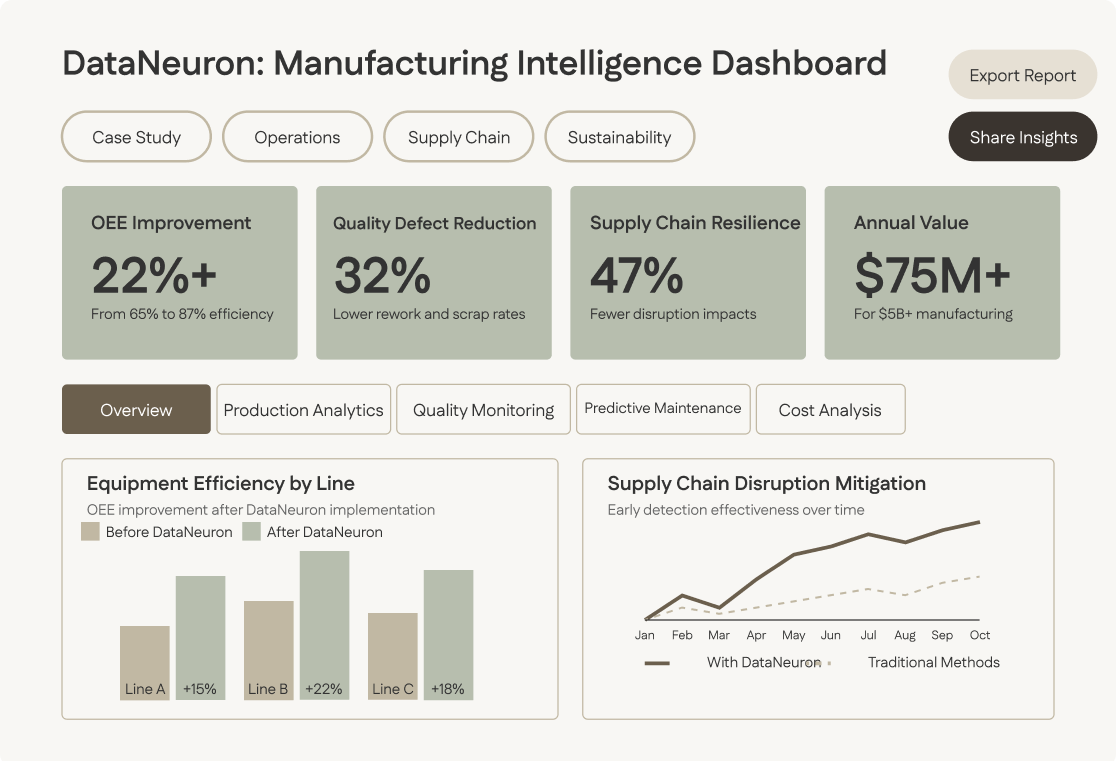 DataNeuron: Manufacturing Intelligence Dashboard
Export Report
Case Study
Operations
Supply Chain
Sustainability
Share Insights
OEE Improvement
22%+
From 65% to 87% efficiency
Quality Defect Reduction
32%
Lower rework and scrap rates
Supply Chain Resilience
47%
Fewer disruption impacts
Annual Value
$75M+
For $5B+ manufacturing
Overview
Production Analytics
Quality Monitoring
Predictive Maintenance
Cost Analysis
Equipment Efficiency by Line
OEE improvement after DataNeuron implementation
Before DataNeuron
After DataNeuron
Line A
+15%
Line B
+22%
Line C
+18%
Supply Chain Disruption Mitigation
Early detection effectiveness over time
Jan Feb Mar Apr May Jun Jul Aug Sep Oct
With DataNeuron
Traditional Methods